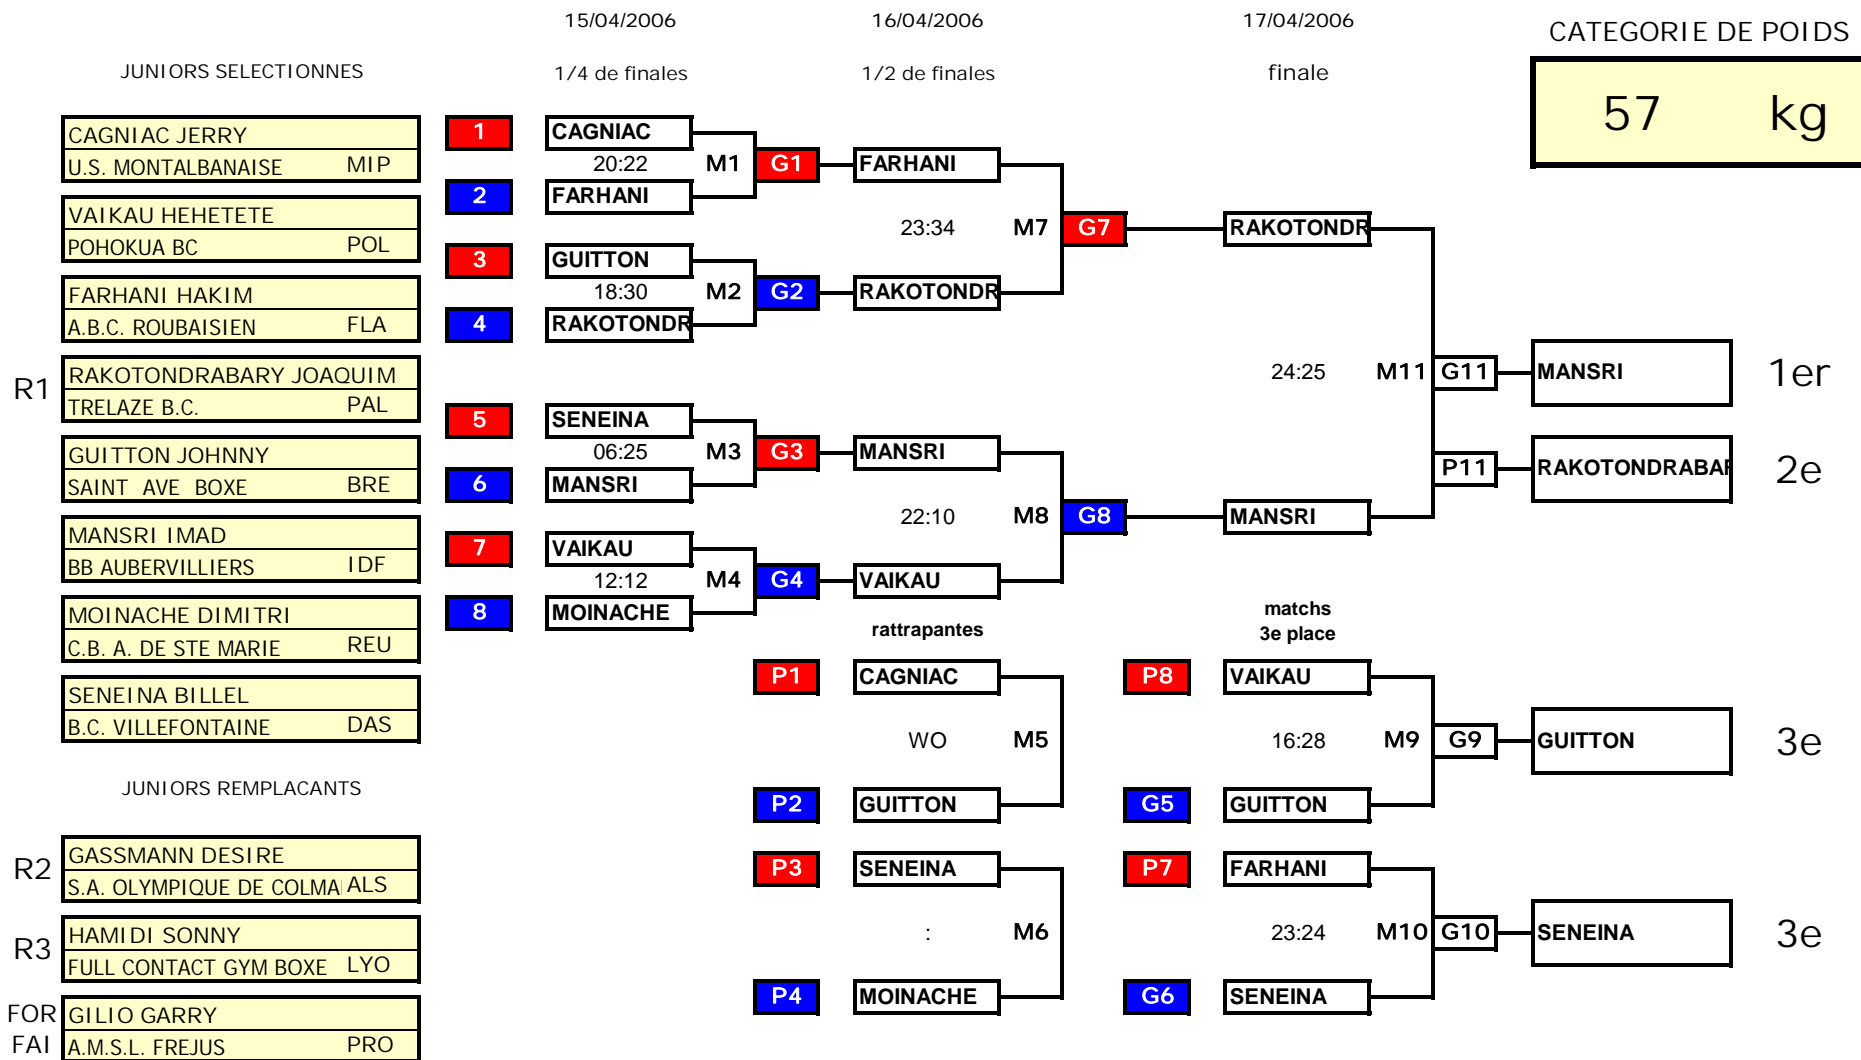 15/04/2006
16/04/2006
17/04/2006
CATEGORIE DE POIDS
JUNIORS SELECTIONNES
1/4 de finales
1/2 de finales
finale
57 kg
CAGNIAC JERRY
U.S. MONTALBANAISE MIP
VAIKAU HEHETETE
POHOKUA BC POL
FARHANI HAKIM
A.B.C. ROUBAISIEN FLA
R1
RAKOTONDRABARY JOAQUIM
TRELAZE B.C. PAL
GUITTON JOHNNY
SAINT AVE BOXE BRE
MANSRI IMAD
BB AUBERVILLIERS IDF
MOINACHE DIMITRI
C.B. A. DE STE MARIE REU
SENEINA BILLEL
B.C. VILLEFONTAINE DAS
JUNIORS REMPLACANTS
R2
GASSMANN DESIRE
S.A. OLYMPIQUE DE COLMA ALS
R3
HAMIDI SONNY
FULL CONTACT GYM BOXE LYO
FOR
FAI
GILIO GARRY
A.M.S.L. FREJUS PRO
1 CAGNIAC
20:22 M1 G1
2 FARHANI
3 GUITTON
18:30 M2 G2
4 RAKOTONDR
5 SENEINA
06:25 M3 G3
6 MANSRI
7 VAIKAU
12:12 M4 G4
8 MOINACHE
FARHANI
23:34 M7 G7
RAKOTONDR
MANSRI
22:10 M8 G8
VAIKAU
rattrapantes
P1 CAGNIAC
WO M5
P2 GUITTON
P3 SENEINA
: M6
P4 MOINACHE
RAKOTONDR
24:25 M11 G11 MANSRI 1er
P11 RAKOTONDRABAR 2e
MANSRI
matchs
3e place
P8 VAIKAU
16:28 M9 G9 GUITTON 3e
G5 GUITTON
P7 FARHANI
23:24 M10 G10 SENEINA 3e
G6 SENEINA